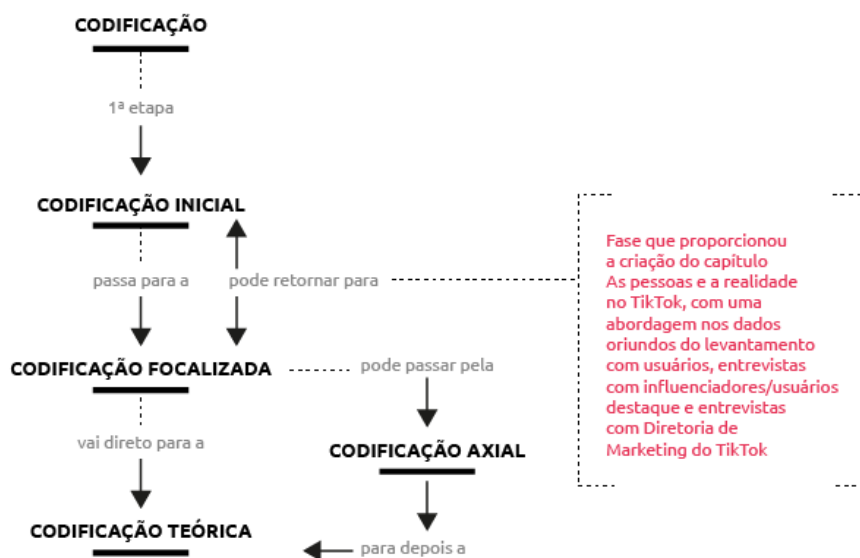 CODIFICAÇÃO
1ª etapa
CODIFICAÇÃO INICIAL
passa para a
pode retornar para
Fase que proporcionou
a criação do capítulo
As pessoas e a realidade
no TikTok, com uma
abordagem nos dados
oriundos do levantamento
com usuários, entrevistas
com influenciadores/usuários
destaque e entrevistas
com Diretoria de
Marketing do TikTok
CODIFICAÇÃO FOCALIZADA
pode passar pela
vai direto para a
CODIFICAÇÃO AXIAL
CODIFICAÇÃO TEÓRICA
para depois a